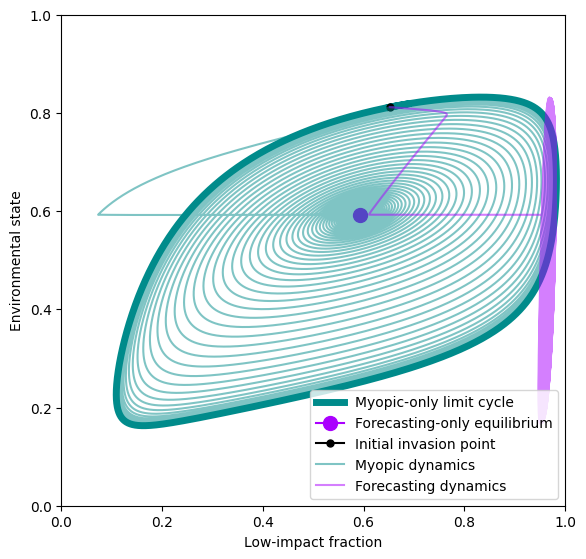 1.0
0.8
0.6
0.4
0.2
0.0
Environmental state
Myopic-only limit cycle
Forecasting-only equilibrium
Initial invasion point
Myopic dynamics
Forecasting dynamics
0.0 0.2 0.4 0.6 0.8 1.0
Low-impact fraction